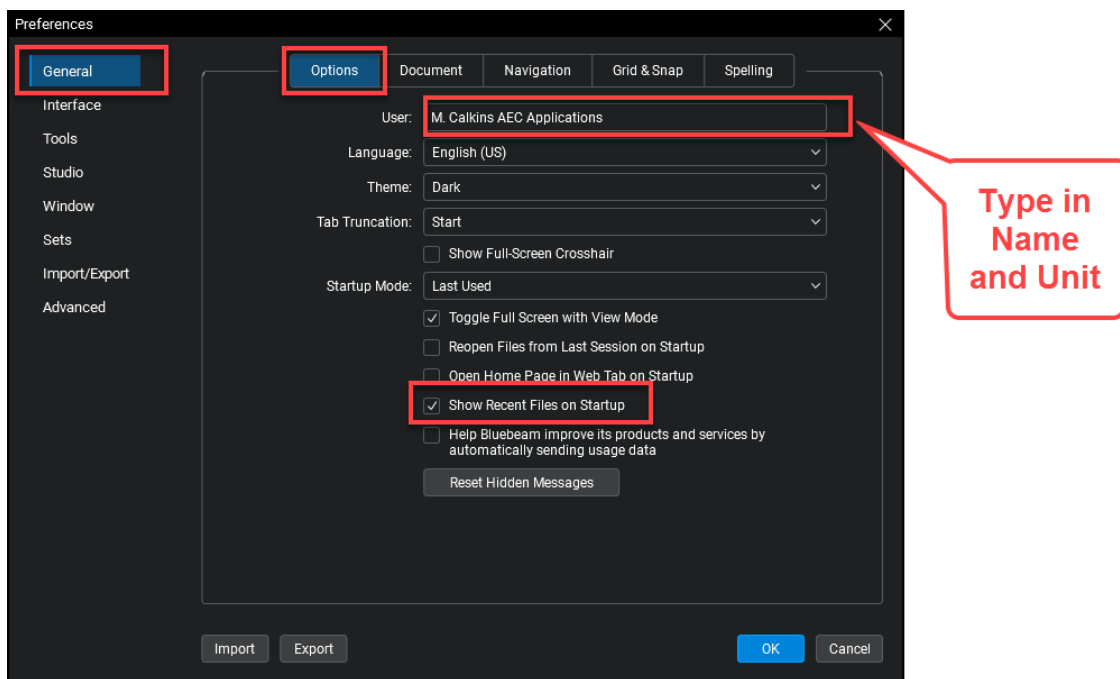 Preferences
General
Interface
Tools
Studio
Window
Sets
Import/Export
Advanced
Options
Document
Navigation
Grid & Snap
Spelling
User: M. Calkins AEC Applications
Language: English (US)
Theme: Dark
Tab Truncation: Start
Show Full-Screen Crosshair
Startup Mode: Last Used
Toggle Full Screen with View Mode
Reopen Files from Last Session on Startup
Open Home Page in Web Tab on Startup
Show Recent Files on Startup
Help Bluebeam improve its products and services by
automatically sending usage data
Reset Hidden Messages
Import
Export
OK
Cancel
Type in
Name
and Unit